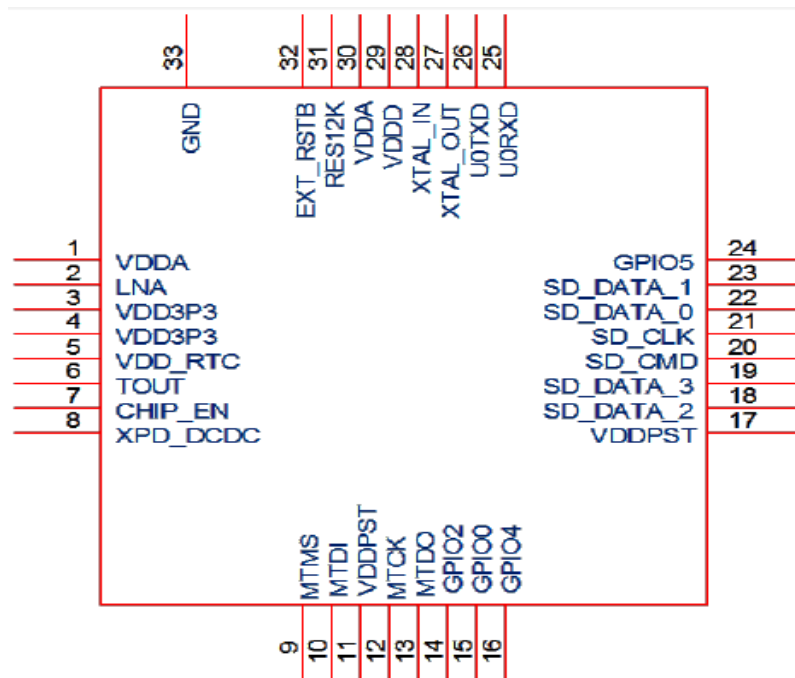 33
32
31
30
29
28
27
26
25
GND
EXT_RSTB
RES12K
VDDA
VDDD
XTAL_IN
XTAL_OUT
U0TXD
U0RXD
1
VDDA
2
LNA
3
VDD3P3
4
VDD3P3
5
VDD_RTC
6
TOUT
7
CHIP_EN
8
XPD_DCDC
24
GPIO5
23
SD_DATA_1
22
SD_DATA_0
21
SD_CLK
20
SD_CMD
19
SD_DATA_3
18
SD_DATA_2
17
VDDPST
MTMS
MTDI
VDDPST
MTCK
MTDO
GPIO2
GPIO0
GPIO4
9
10
11
12
13
14
15
16